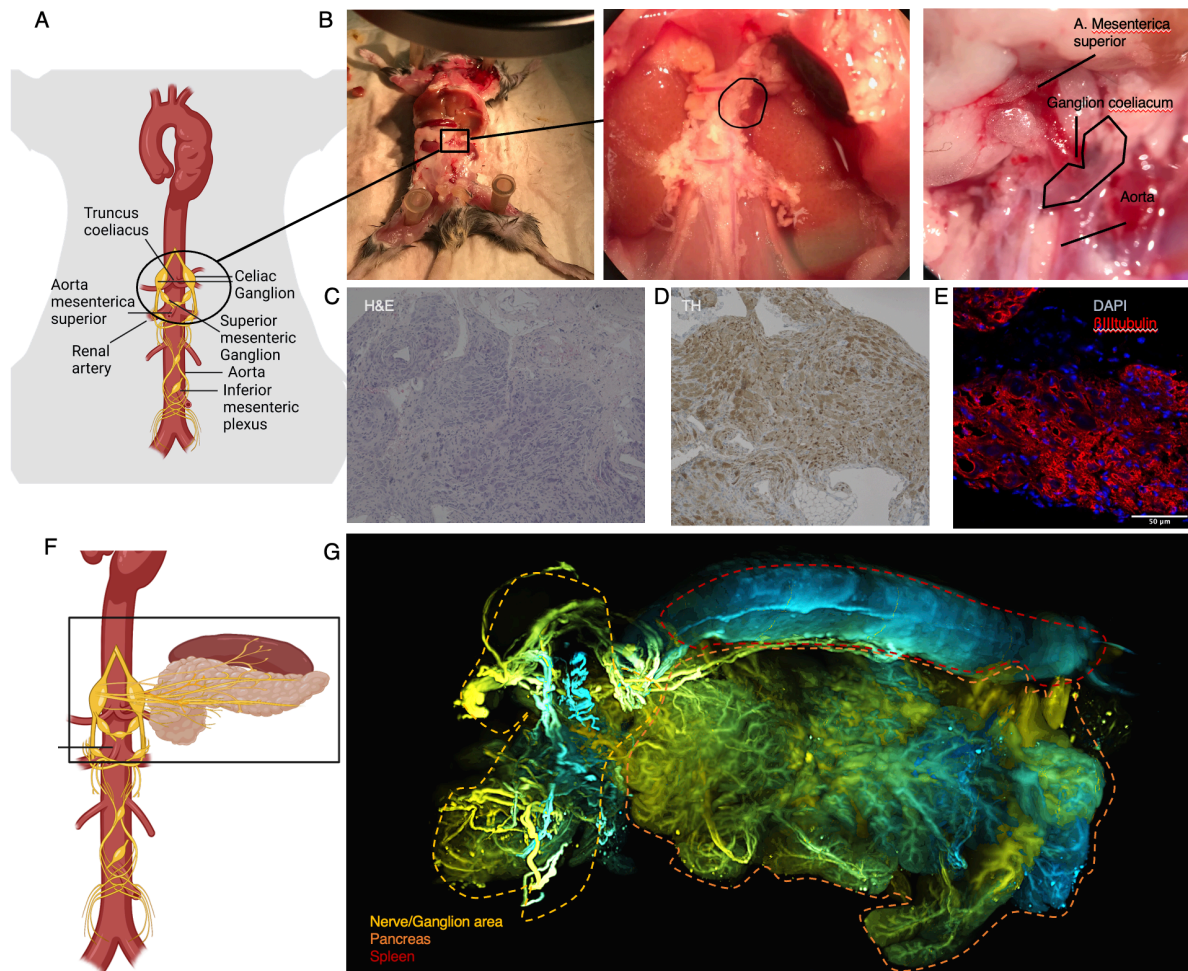 A
Truncus
coeliacus
Aorta
mesenterica
superior
Renal
artery
Celiac
Ganglion
Superior
mesenteric
Ganglion
Aorta
Inferior
mesenteric
plexus
B
A. Mesenterica
superior
Ganglion coeliacum
Aorta
C
H&E
D
TH
E
DAPI
ßIIItubulin
50 µm
F
G
Nerve/Ganglion area
Pancreas
Spleen